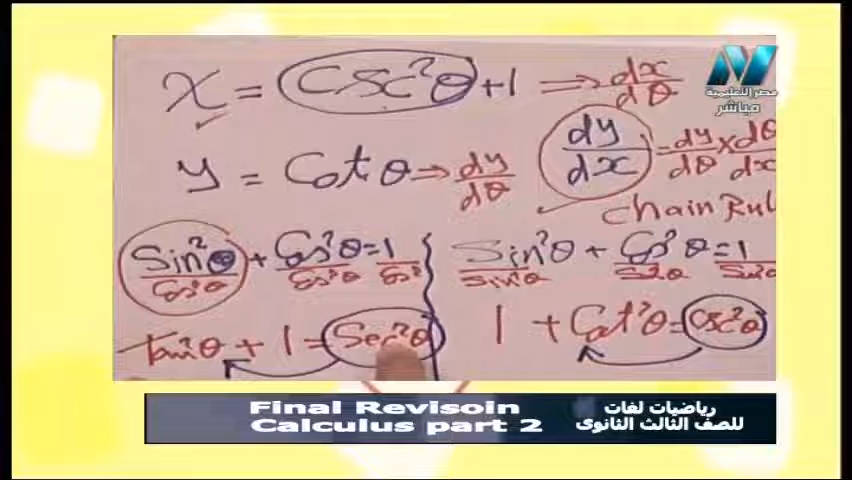 x = csc²θ + 1 ⇒ dx/dθ
y = Cotθ ⇒ dy/dθ
dy/dx = dy/dθ × dθ/dx
chain Rul
Sin²θ/Cos²θ + Cos²θ/Cos²θ = 1/Cos²
tan²θ + 1 = Sec²θ
Sin²θ/Sin²θ + Cos²θ/Sin²θ = 1/Sin²
1 + Cot²θ = csc²θ
مصر التعليمية
مباشر
Final Revisoin
Calculus part 2
رياضيات لغات
للصف الثالث الثانوى